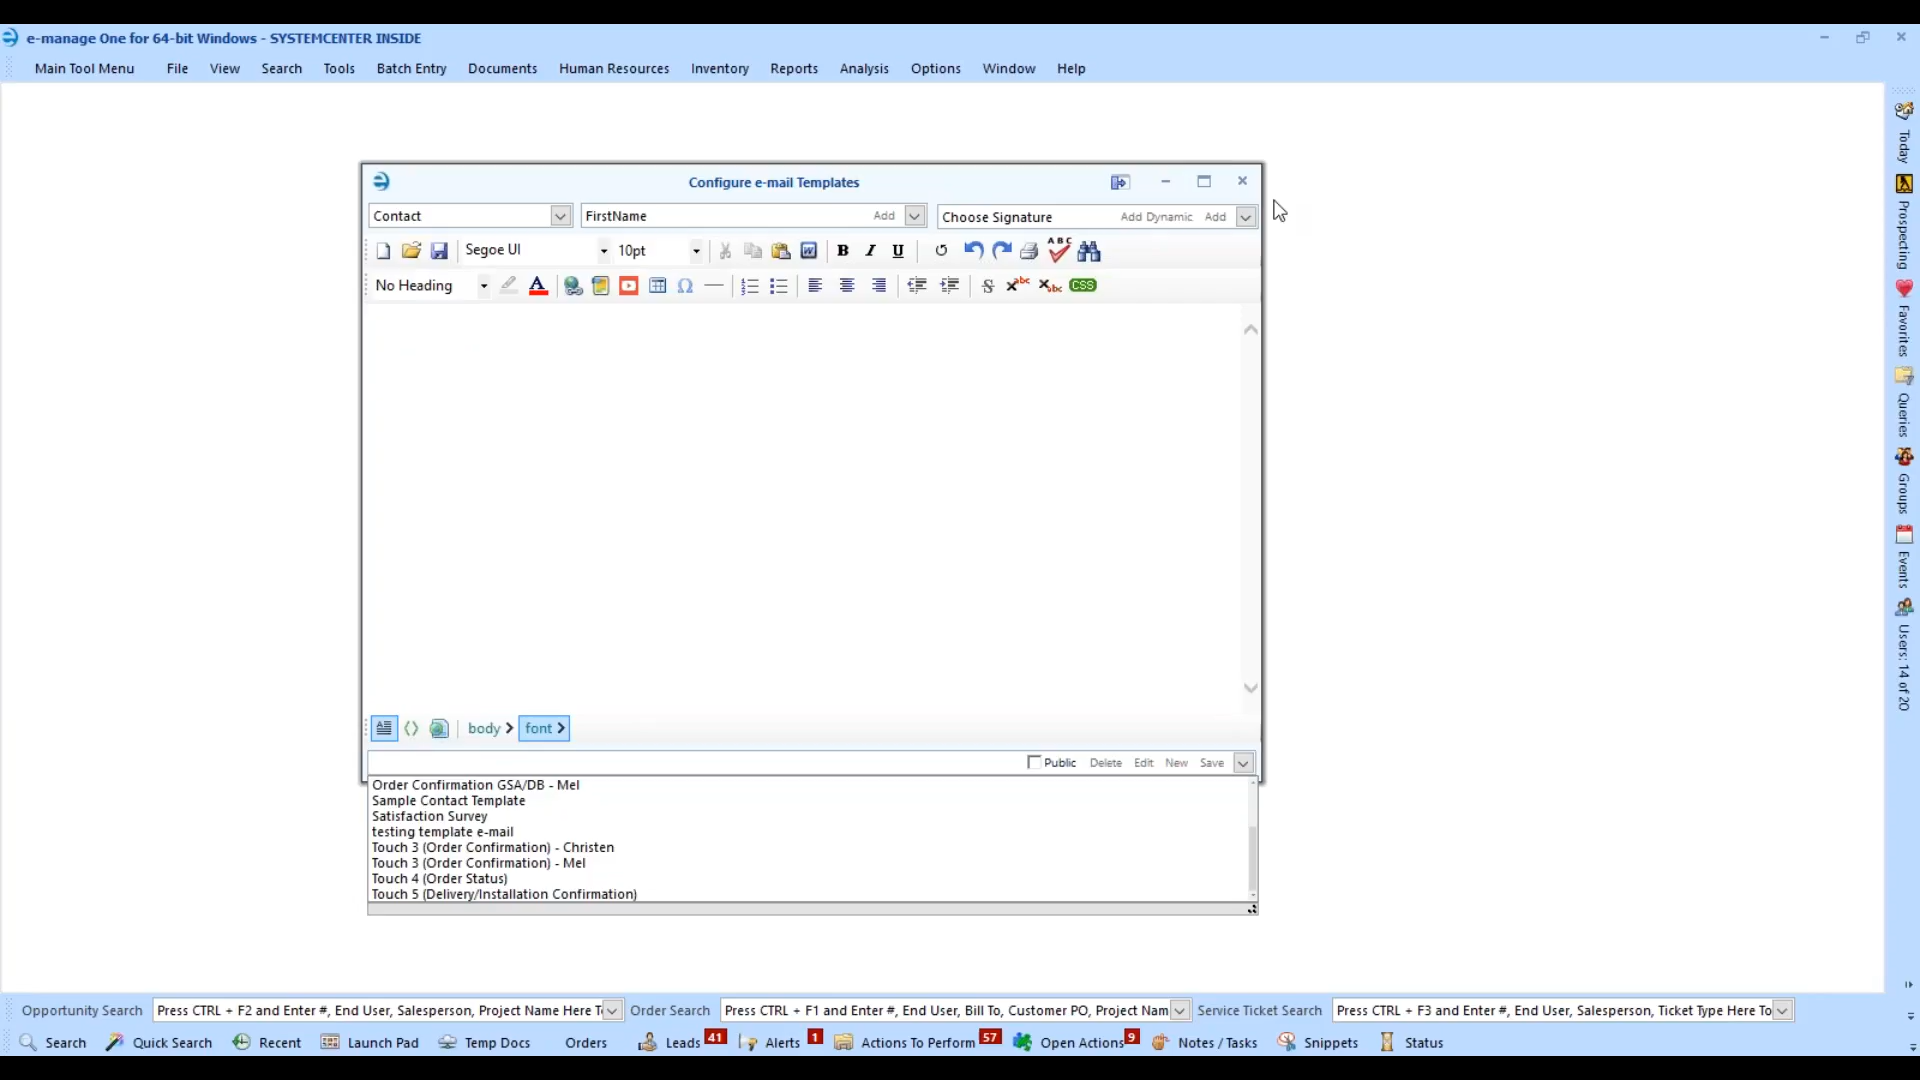 e-manage One for 64-bit Windows - SYSTEMCENTER INSIDE
Main Tool Menu File View Search Tools Batch Entry Documents Human Resources Inventory Reports Analysis Options Window Help
Configure e-mail Templates
Contact FirstName Add Choose Signature Add Dynamic Add
Segoe UI 10pt B I U ABC
No Heading A Ω S xabc xabc CSS
body font
Public Delete Edit New Save
Order Confirmation GSA/DB - Mel
Sample Contact Template
Satisfaction Survey
testing template e-mail
Touch 3 (Order Confirmation) - Christen
Touch 3 (Order Confirmation) - Mel
Touch 4 (Order Status)
Touch 5 (Delivery/Installation Confirmation)
Today
Prospecting
Favorites
Queries
Groups
Events
Users: 14 of 20
Opportunity Search Press CTRL + F2 and Enter #, End User, Salesperson, Project Name Here T Order Search Press CTRL + F1 and Enter #, End User, Bill To, Customer PO, Project Nam Service Ticket Search Press CTRL + F3 and Enter #, End User, Salesperson, Ticket Type Here To
Search Quick Search Recent Launch Pad Temp Docs Orders Leads 41 Alerts 1 Actions To Perform 57 Open Actions 9 Notes / Tasks Snippets Status